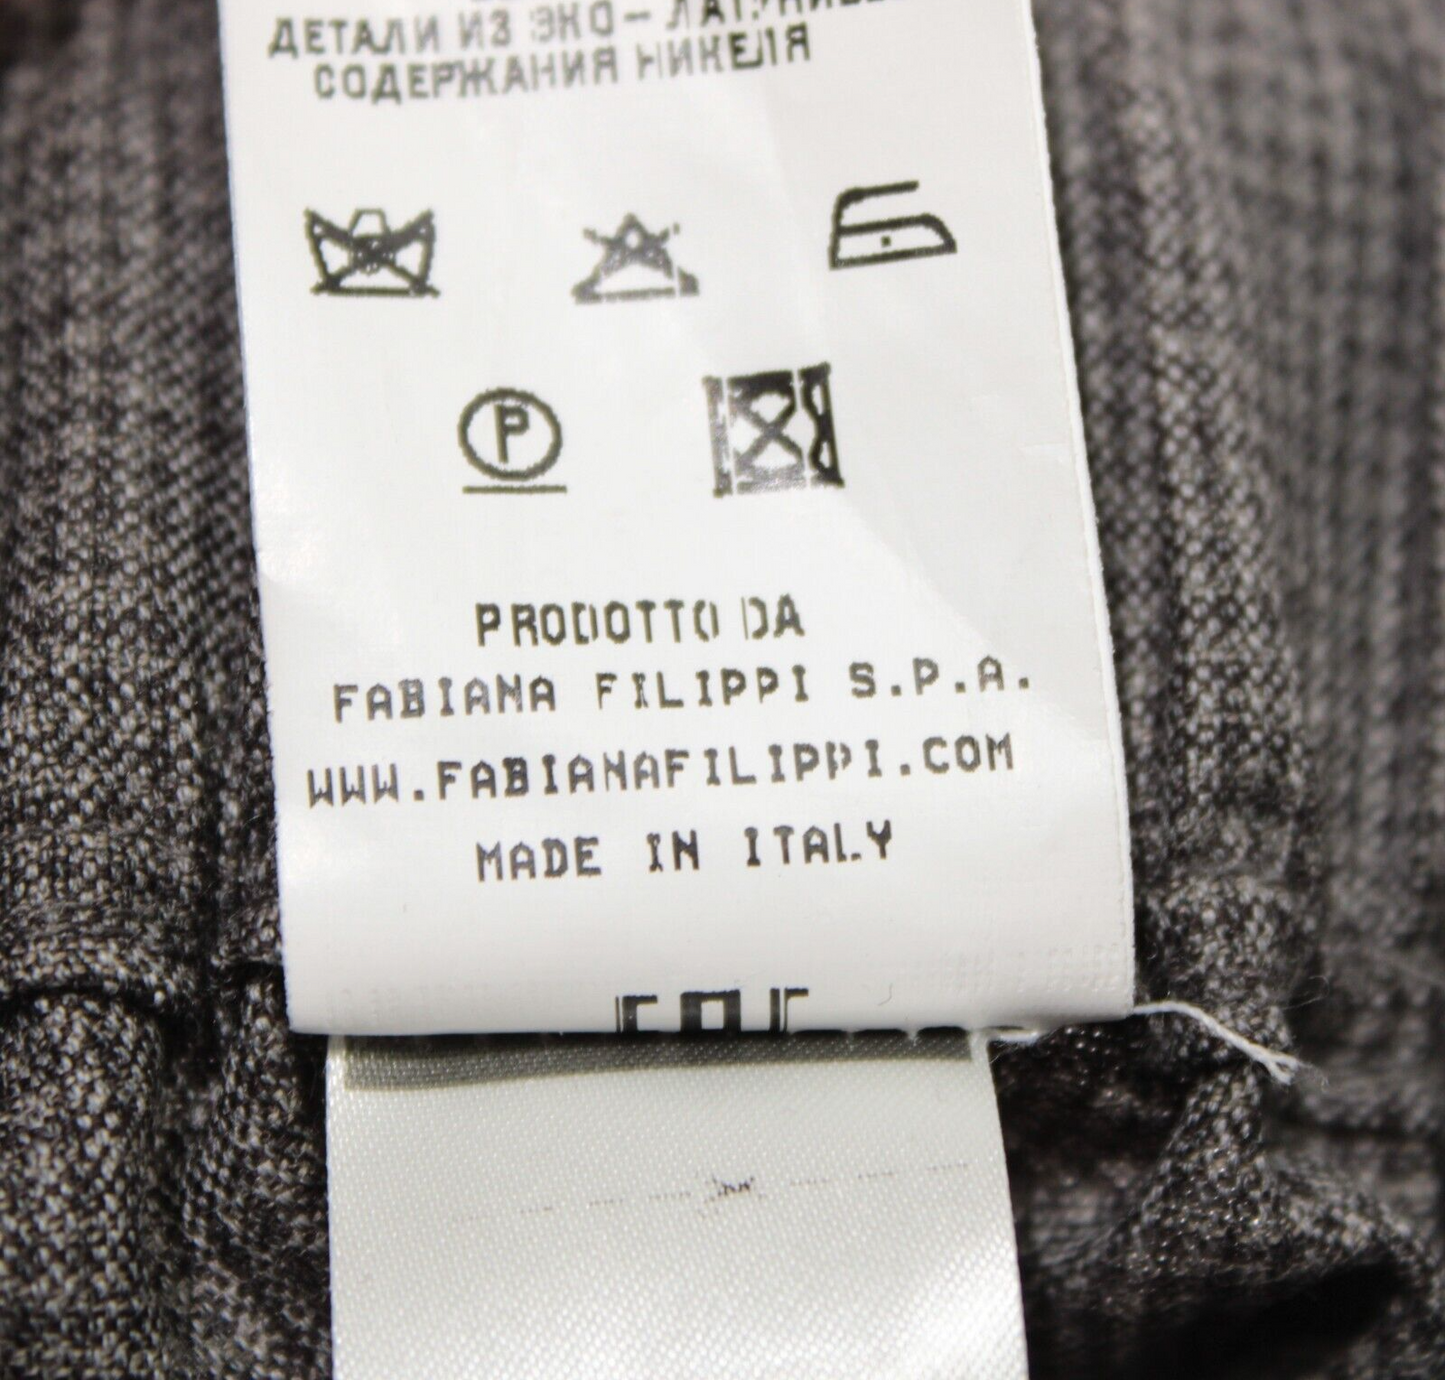 ДЕТАЛИ ИЗ ЭКО-
СОДЕРЖАНИЯ НИКЕЛЯ
P
PRODOTTO DA
FABIANA FILIPPI S.P.A.
WWW.FABIANAFILIPPI.COM
MADE IN ITALY